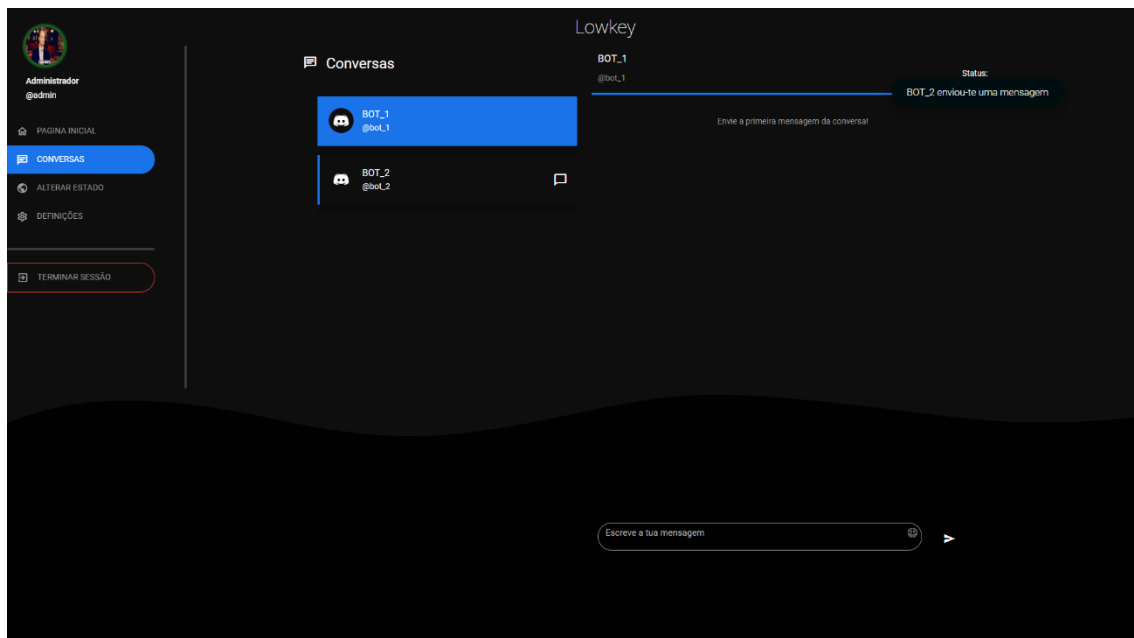 Lowkey
Administrador
@admin
PAGINA INICIAL
CONVERSAS
ALTERAR ESTADO
DEFINIÇÕES
TERMINAR SESSÃO
Conversas
BOT_1
@bot_1
BOT_2
@bot_2
BOT_1
@bot_1
Status:
BOT_2 enviou-te uma mensagem
Envie a primeira mensagem da conversa!
Escreve a tua mensagem